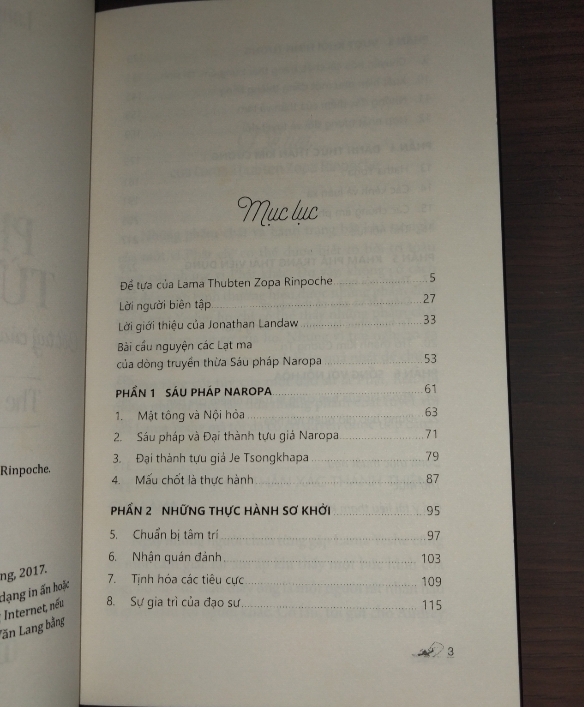 Rinpoche.
ng, 2017.
dạng in ấn hoặc
Internet, nếu
Văn Lang bằng
Mục lục
Đề tựa của Lama Thubten Zopa Rinpoche 5
Lời người biên tập 27
Lời giới thiệu của Jonathan Landaw 33
Bài cầu nguyện các Lạt ma
của dòng truyền thừa Sáu pháp Naropa 53
PHẦN 1 SÁU PHÁP NAROPA 61
1. Mật tông và Nội hỏa 63
2. Sáu pháp và Đại thành tựu giả Naropa 71
3. Đại thành tựu giả Je Tsongkhapa 79
4. Mấu chốt là thực hành 87
PHẦN 2 NHỮNG THỰC HÀNH SƠ KHỞI 95
5. Chuẩn bị tâm trí 97
6. Nhận quán đảnh 103
7. Tịnh hóa các tiêu cực 109
8. Sự gia trì của đạo sư 115
3